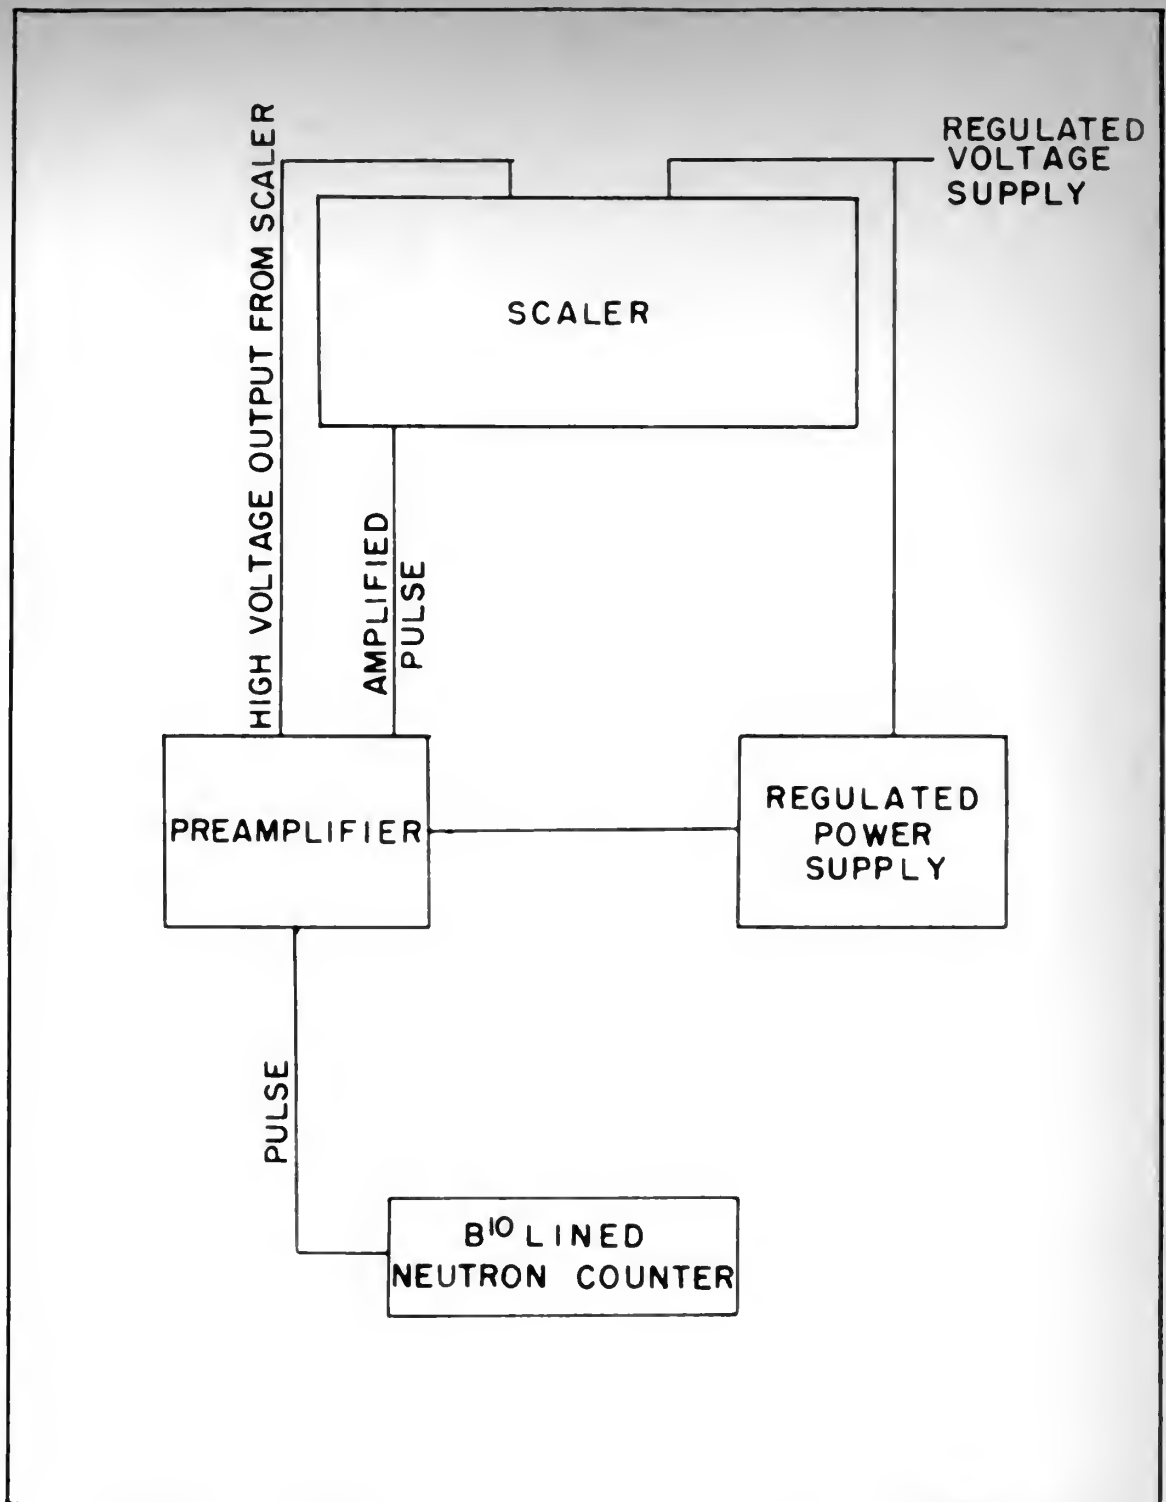 REGULATED
VOLTAGE
SUPPLY
HIGH VOLTAGE OUTPUT FROM SCALER
SCALER
AMPLIFIED
PULSE
PREAMPLIFIER
REGULATED
POWER
SUPPLY
PULSE
B¹⁰ LINED
NEUTRON COUNTER